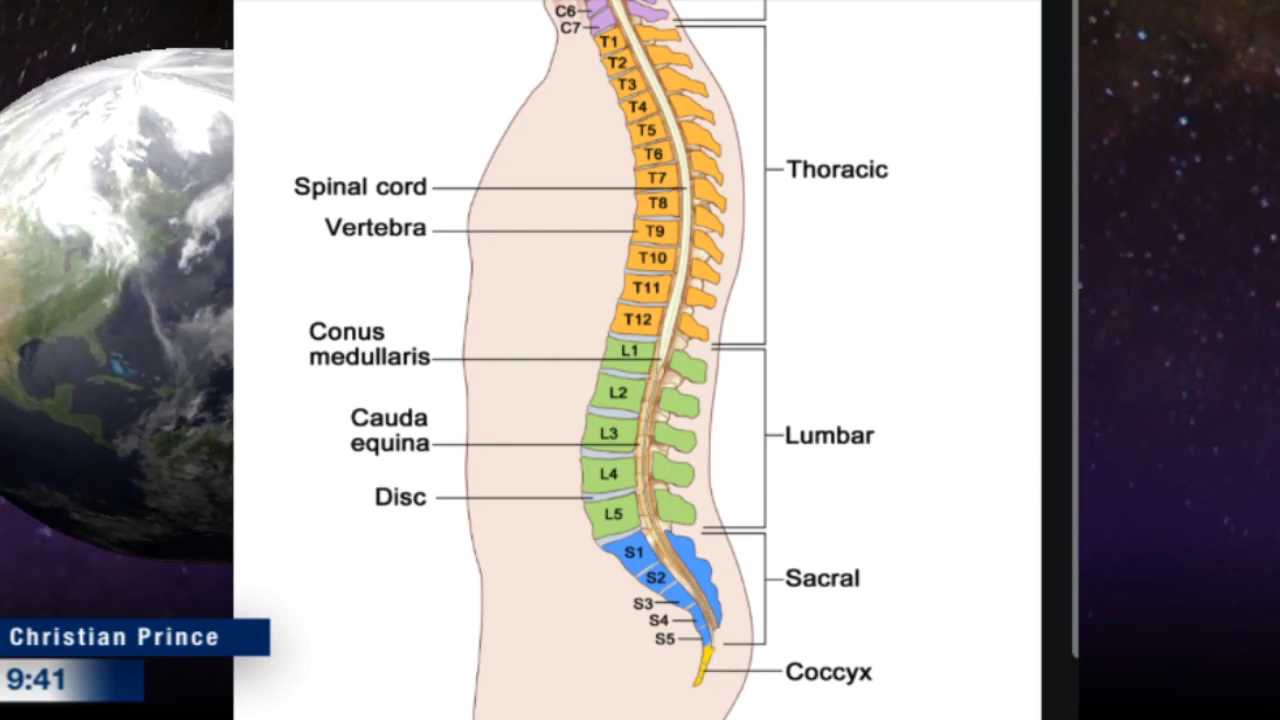 C6
C7
T1
T2
T3
T4
T5
T6
T7
T8
T9
T10
T11
T12
L1
L2
L3
L4
L5
S1
S2
S3
S4
S5
Spinal cord
Vertebra
Conus
medullaris
Cauda
equina
Disc
Thoracic
Lumbar
Sacral
Coccyx
Christian Prince
9:41